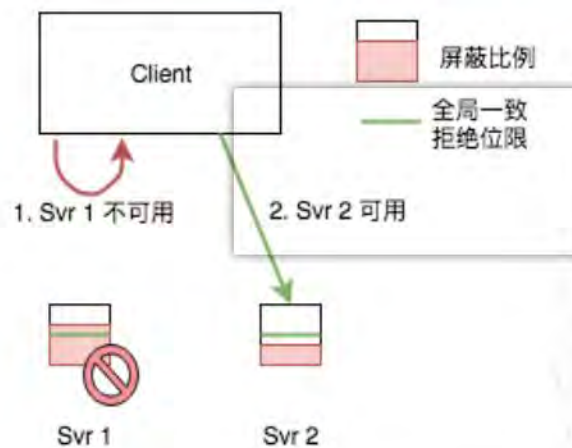 Client
屏蔽比例
全局一致
拒绝位限
1. Svr 1 不可用
2. Svr 2 可用
Svr 1
Svr 2